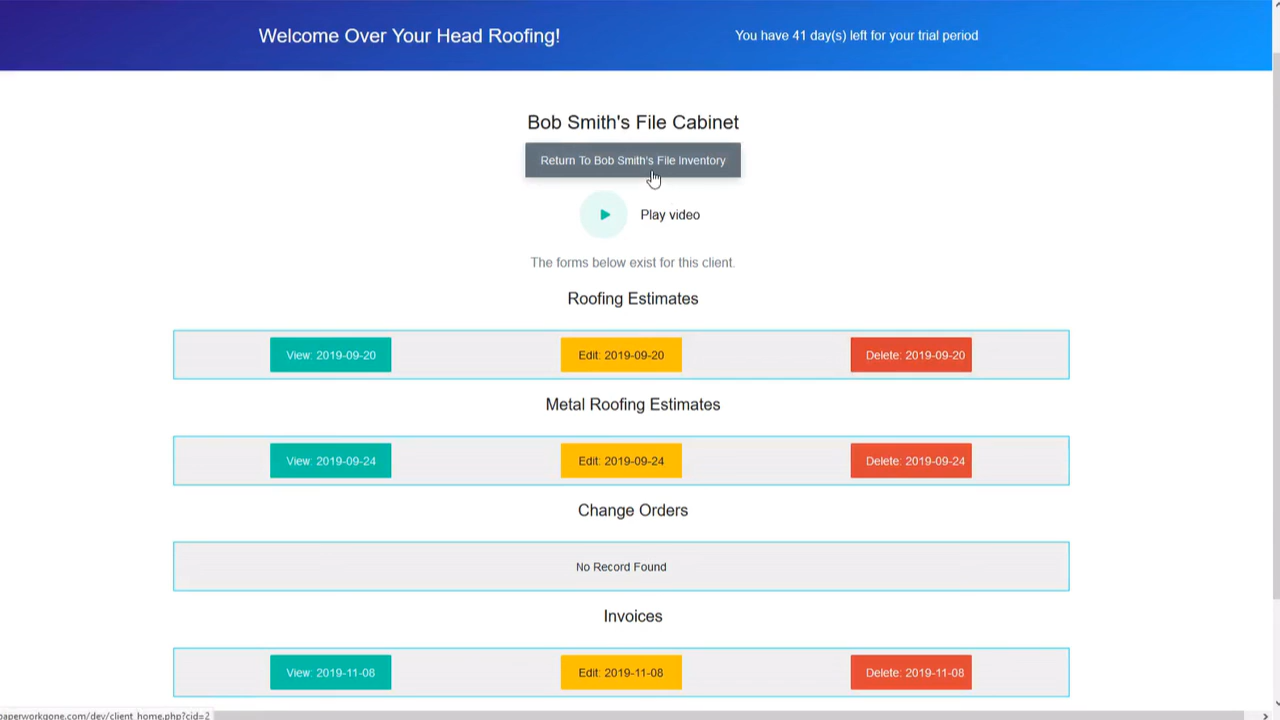 Welcome Over Your Head Roofing!
You have 41 day(s) left for your trial period
Bob Smith's File Cabinet
Return To Bob Smith's File Inventory
Play video
The forms below exist for this client.
Roofing Estimates
View: 2019-09-20 Edit: 2019-09-20 Delete: 2019-09-20
Metal Roofing Estimates
View: 2019-09-24 Edit: 2019-09-24 Delete: 2019-09-24
Change Orders
No Record Found
Invoices
View: 2019-11-08 Edit: 2019-11-08 Delete: 2019-11-08
paperworkgone.com/dev/client_home.php?cid=2